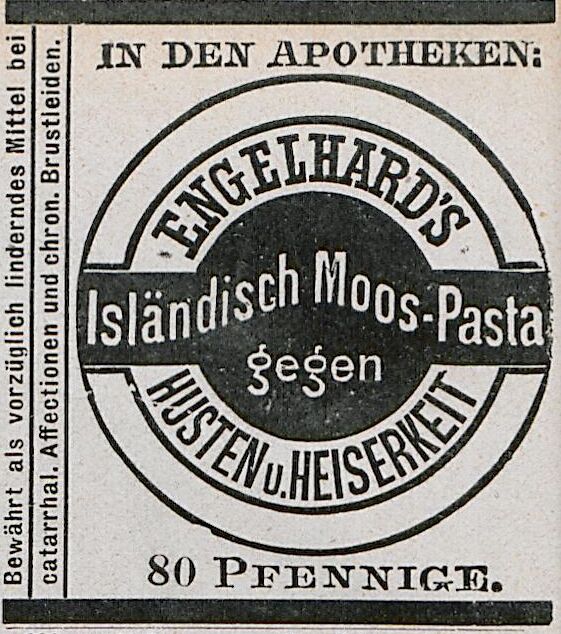 Bewährt als vorzüglich linderndes Mittel bei
catarrhal. Affectionen und chron. Brustleiden.
IN DEN APOTHEKEN:
ENGELHARD'S
Isländisch Moos-Pasta
gegen
HUSTEN u. HEISERKEIT
80 PFENNIGE.